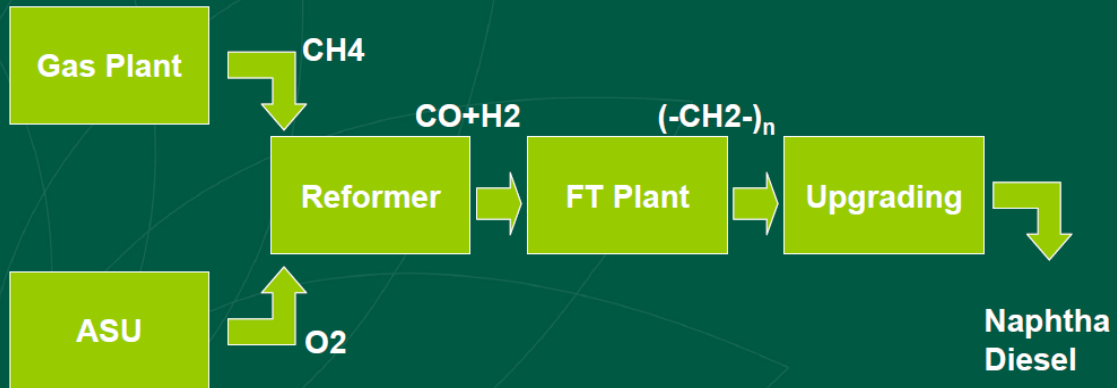 Gas Plant
CH4
CO+H2
(-CH2-)n
Reformer
FT Plant
Upgrading
ASU
O2
Naphtha
Diesel